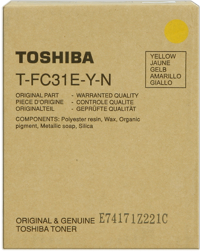 TOSHIBA
T-FC31E-Y-N
YELLOW
JAUNE
GELB
AMARILLO
GIALLO
ORIGINAL PART - WARRANTED QUALITY
PIECE D'ORIGINE - CONTROLE QUALITE
ORIGINALTEIL - GEPRÜFTE QUALITÄT
COMPONENTS: Polyester resin, Wax, Organic
pigment, Metallic soap, Silica
ORIGINAL & GENUINE
TOSHIBA TONER
E74171Z221C